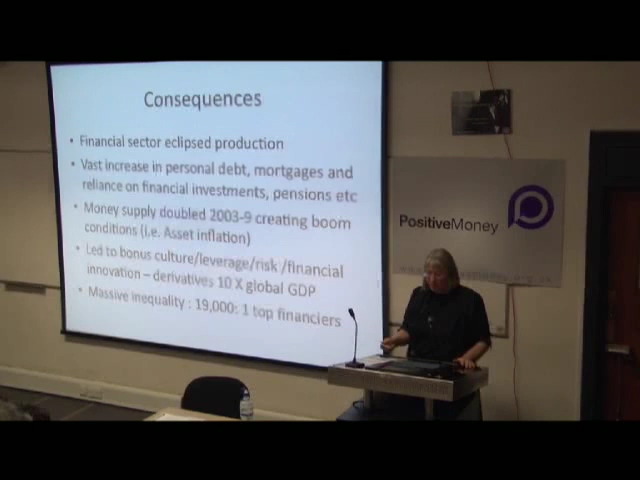 Consequences
• Financial sector eclipsed production
• Vast increase in personal debt, mortgages and
reliance on financial investments, pensions etc
• Money supply doubled 2003-9 creating boom
conditions (i.e. Asset inflation)
• Led to bonus culture/leverage/risk /financial
innovation – derivatives 10 X global GDP
• Massive inequality : 19,000: 1 top financiers
PositiveMoney